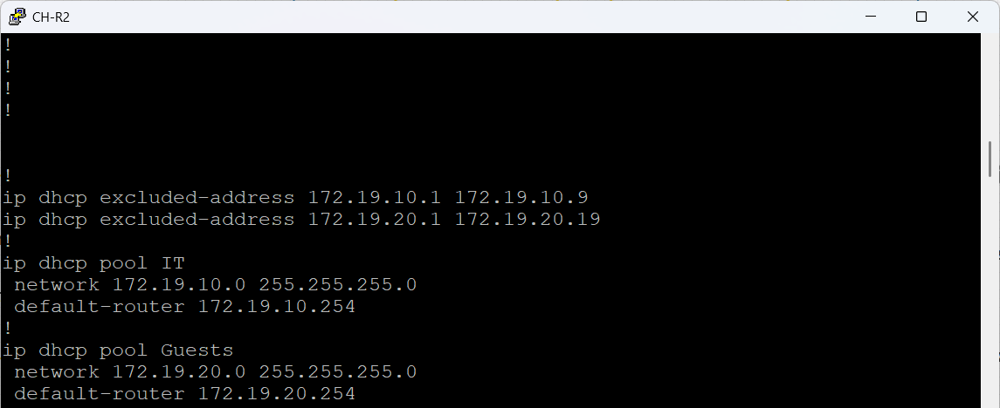 CH-R2
!
!
!
!
!
ip dhcp excluded-address 172.19.10.1 172.19.10.9
ip dhcp excluded-address 172.19.20.1 172.19.20.19
!
ip dhcp pool IT
 network 172.19.10.0 255.255.255.0
 default-router 172.19.10.254
!
ip dhcp pool Guests
 network 172.19.20.0 255.255.255.0
 default-router 172.19.20.254